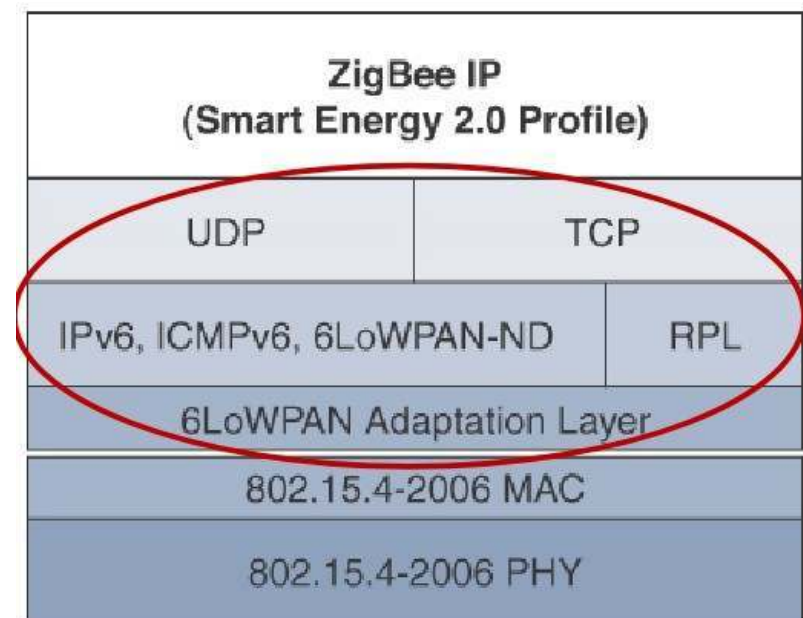 ZigBee IP
(Smart Energy 2.0 Profile)
UDP TCP
IPv6, ICMPv6, 6LoWPAN-ND RPL
6LoWPAN Adaptation Layer
802.15.4-2006 MAC
802.15.4-2006 PHY